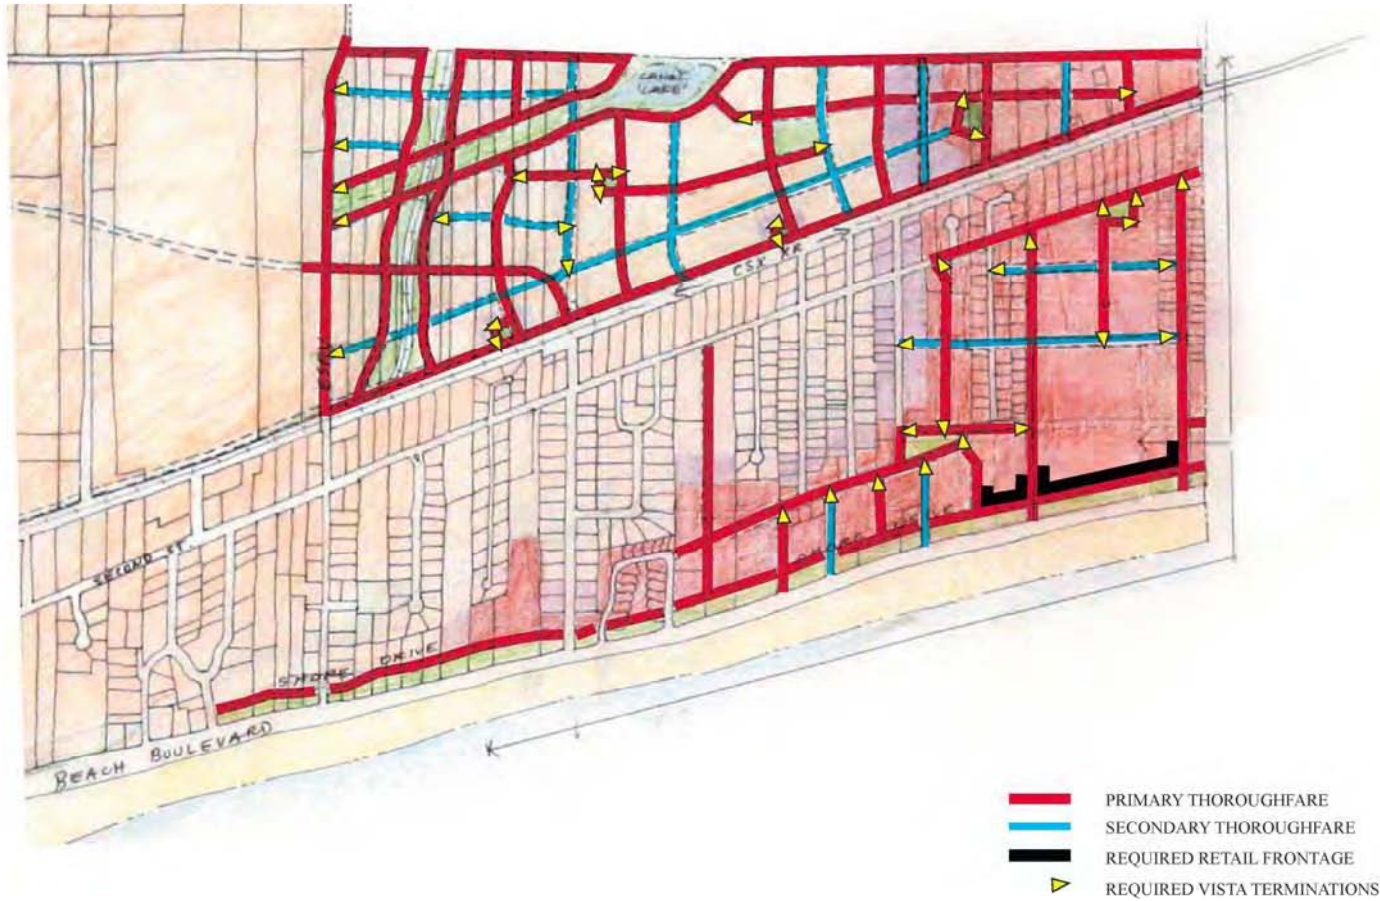 CANAL
LAKE
CSX RR
SECOND ST.
SHORE DRIVE
SHORE
BEACH BOULEVARD
PRIMARY THOROUGHFARE
SECONDARY THOROUGHFARE
REQUIRED RETAIL FRONTAGE
REQUIRED VISTA TERMINATIONS